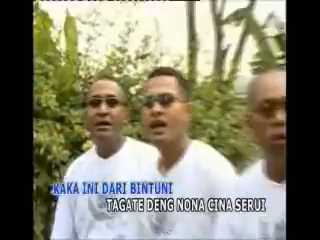 KAKA INI DARI BINTUNI
TAGATE DENG NONA CINA SERUI